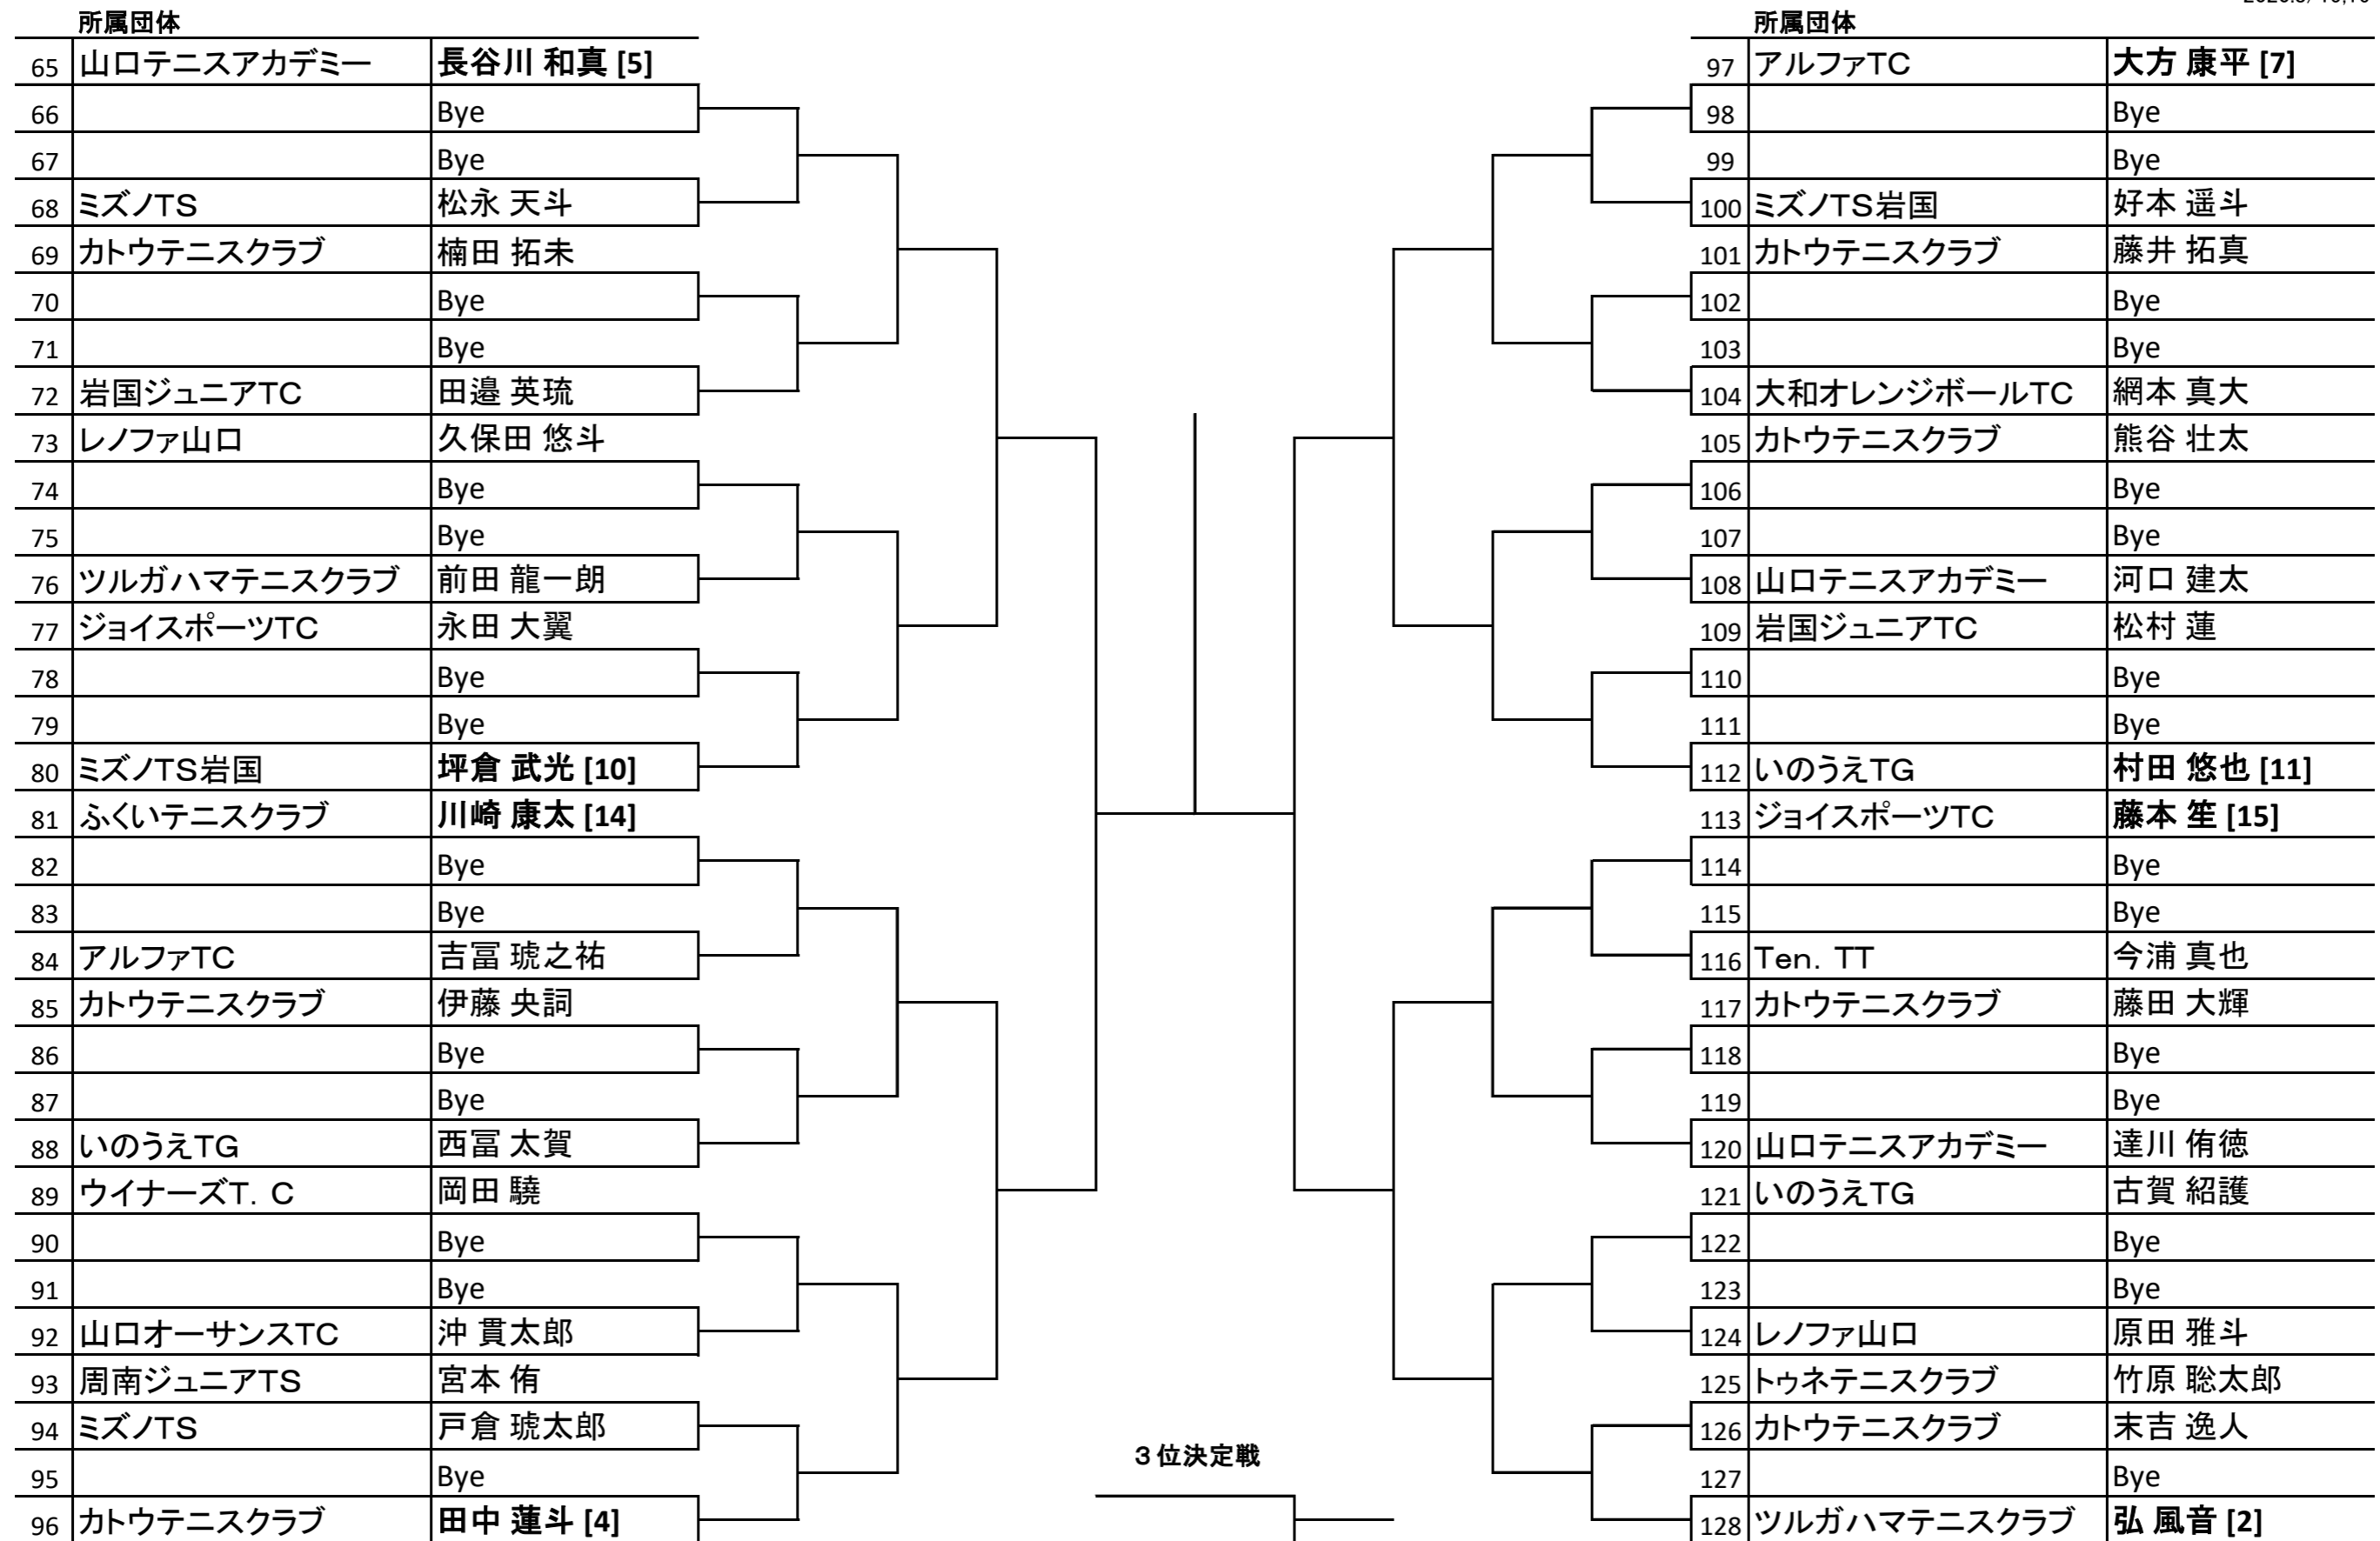 所属団体
65 山口テニスアカデミー 長谷川 和真 [5]
66 Bye
67 Bye
68 ミズノTS 松永 天斗
69 カトウテニスクラブ 楠田 拓未
70 Bye
71 Bye
72 岩国ジュニアTC 田邉 英琉
73 レノファ山口 久保田 悠斗
74 Bye
75 Bye
76 ツルガハマテニスクラブ 前田 龍一朗
77 ジョイスポーツTC 永田 大翼
78 Bye
79 Bye
80 ミズノTS岩国 坪倉 武光 [10]
81 ふくいテニスクラブ 川崎 康太 [14]
82 Bye
83 Bye
84 アルファTC 吉冨 琥之祐
85 カトウテニスクラブ 伊藤 央詞
86 Bye
87 Bye
88 いのうえTG 西冨 太賀
89 ウイナーズT．C 岡田 驍
90 Bye
91 Bye
92 山口オーサンスTC 沖 貫太郎
93 周南ジュニアTS 宮本 侑
94 ミズノTS 戸倉 琥太郎
95 Bye
96 カトウテニスクラブ 田中 蓮斗 [4]
３位決定戦
所属団体
97 アルファTC 大方 康平 [7]
98 Bye
99 Bye
100 ミズノTS岩国 好本 遥斗
101 カトウテニスクラブ 藤井 拓真
102 Bye
103 Bye
104 大和オレンジボールTC 網本 真大
105 カトウテニスクラブ 熊谷 壮太
106 Bye
107 Bye
108 山口テニスアカデミー 河口 建太
109 岩国ジュニアTC 松村 蓮
110 Bye
111 Bye
112 いのうえTG 村田 悠也 [11]
113 ジョイスポーツTC 藤本 笙 [15]
114 Bye
115 Bye
116 Ten．TT 今浦 真也
117 カトウテニスクラブ 藤田 大輝
118 Bye
119 Bye
120 山口テニスアカデミー 達川 侑徳
121 いのうえTG 古賀 紹護
122 Bye
123 Bye
124 レノファ山口 原田 雅斗
125 トゥネテニスクラブ 竹原 聡太郎
126 カトウテニスクラブ 末吉 逸人
127 Bye
128 ツルガハマテニスクラブ 弘 風音 [2]